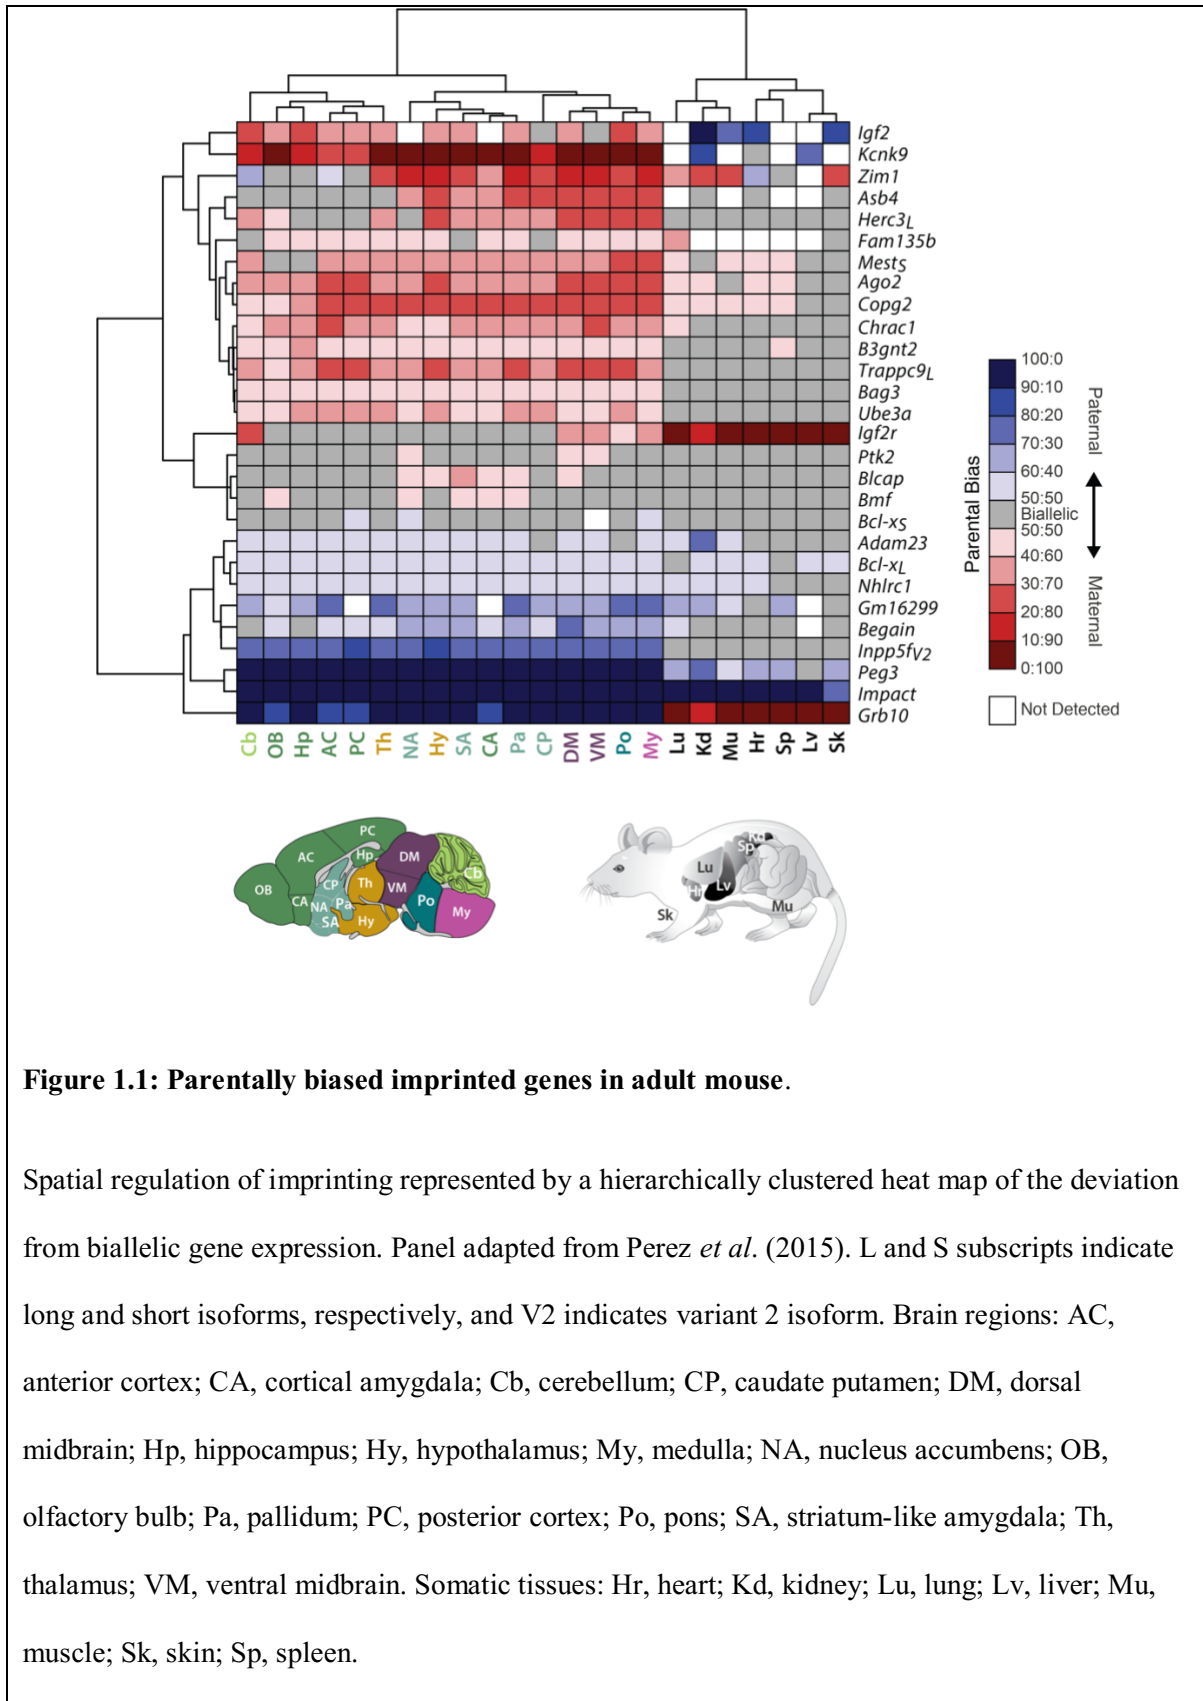 Igf2
Kcnk9
Zim1
Asb4
Herc3L
Fam135b
MestS
Ago2
Copg2
Chrac1
B3gnt2
Trappc9L
Bag3
Ube3a
Igf2r
Ptk2
Blcap
Bmf
Bcl-xS
Adam23
Bcl-xL
Nhlrc1
Gm16299
Begain
Inpp5fV2
Peg3
Impact
Grb10
Cb OB Hp AC PC Th NA Hy SA CA Pa CP DM VM Po My Lu Kd Mu Hr Sp Lv Sk
Parental Bias
100:0
90:10
80:20
70:30
60:40
50:50
Biallelic
50:50
40:60
30:70
20:80
10:90
0:100
Paternal
Maternal
Not Detected
PC
AC
Hp
DM
Cb
OB
CP
Th
VM
CA
NA
Pa
Po
My
SA
Hy
Kd
Sp
Lu
Hr
Lv
Sk
Mu
Figure 1.1: Parentally biased imprinted genes in adult mouse.
Spatial regulation of imprinting represented by a hierarchically clustered heat map of the deviation
from biallelic gene expression. Panel adapted from Perez et al. (2015). L and S subscripts indicate
long and short isoforms, respectively, and V2 indicates variant 2 isoform. Brain regions: AC,
anterior cortex; CA, cortical amygdala; Cb, cerebellum; CP, caudate putamen; DM, dorsal
midbrain; Hp, hippocampus; Hy, hypothalamus; My, medulla; NA, nucleus accumbens; OB,
olfactory bulb; Pa, pallidum; PC, posterior cortex; Po, pons; SA, striatum-like amygdala; Th,
thalamus; VM, ventral midbrain. Somatic tissues: Hr, heart; Kd, kidney; Lu, lung; Lv, liver; Mu,
muscle; Sk, skin; Sp, spleen.